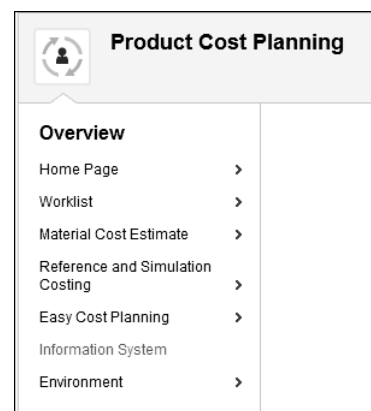 Product Cost Planning
Overview
Home Page
Worklist
Material Cost Estimate
Reference and Simulation
Costing
Easy Cost Planning
Information System
Environment